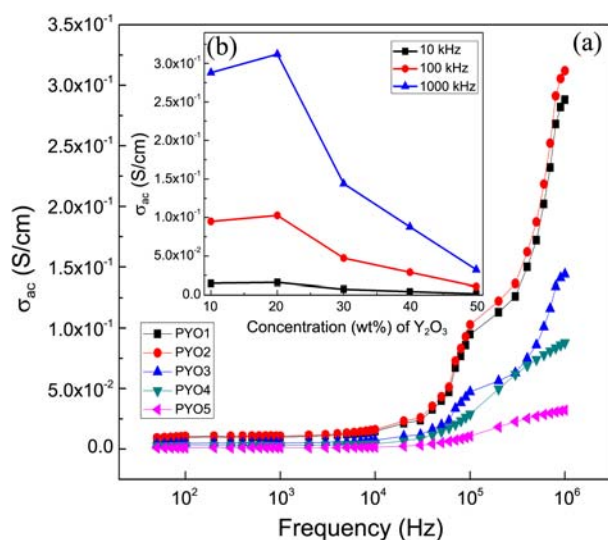 3.5x10⁻¹
3.0x10⁻¹
2.5x10⁻¹
2.0x10⁻¹
1.5x10⁻¹
1.0x10⁻¹
5.0x10⁻²
0.0
σac (S/cm)
(a)
(b)
10 kHz
100 kHz
1000 kHz
3.0x10⁻¹
2.5x10⁻¹
2.0x10⁻¹
1.5x10⁻¹
1.0x10⁻¹
5.0x10⁻²
0.0
σac (S/cm)
10 20 30 40 50
Concentration (wt%) of Y₂O₃
PYO1
PYO2
PYO3
PYO4
PYO5
10² 10³ 10⁴ 10⁵ 10⁶
Frequency (Hz)